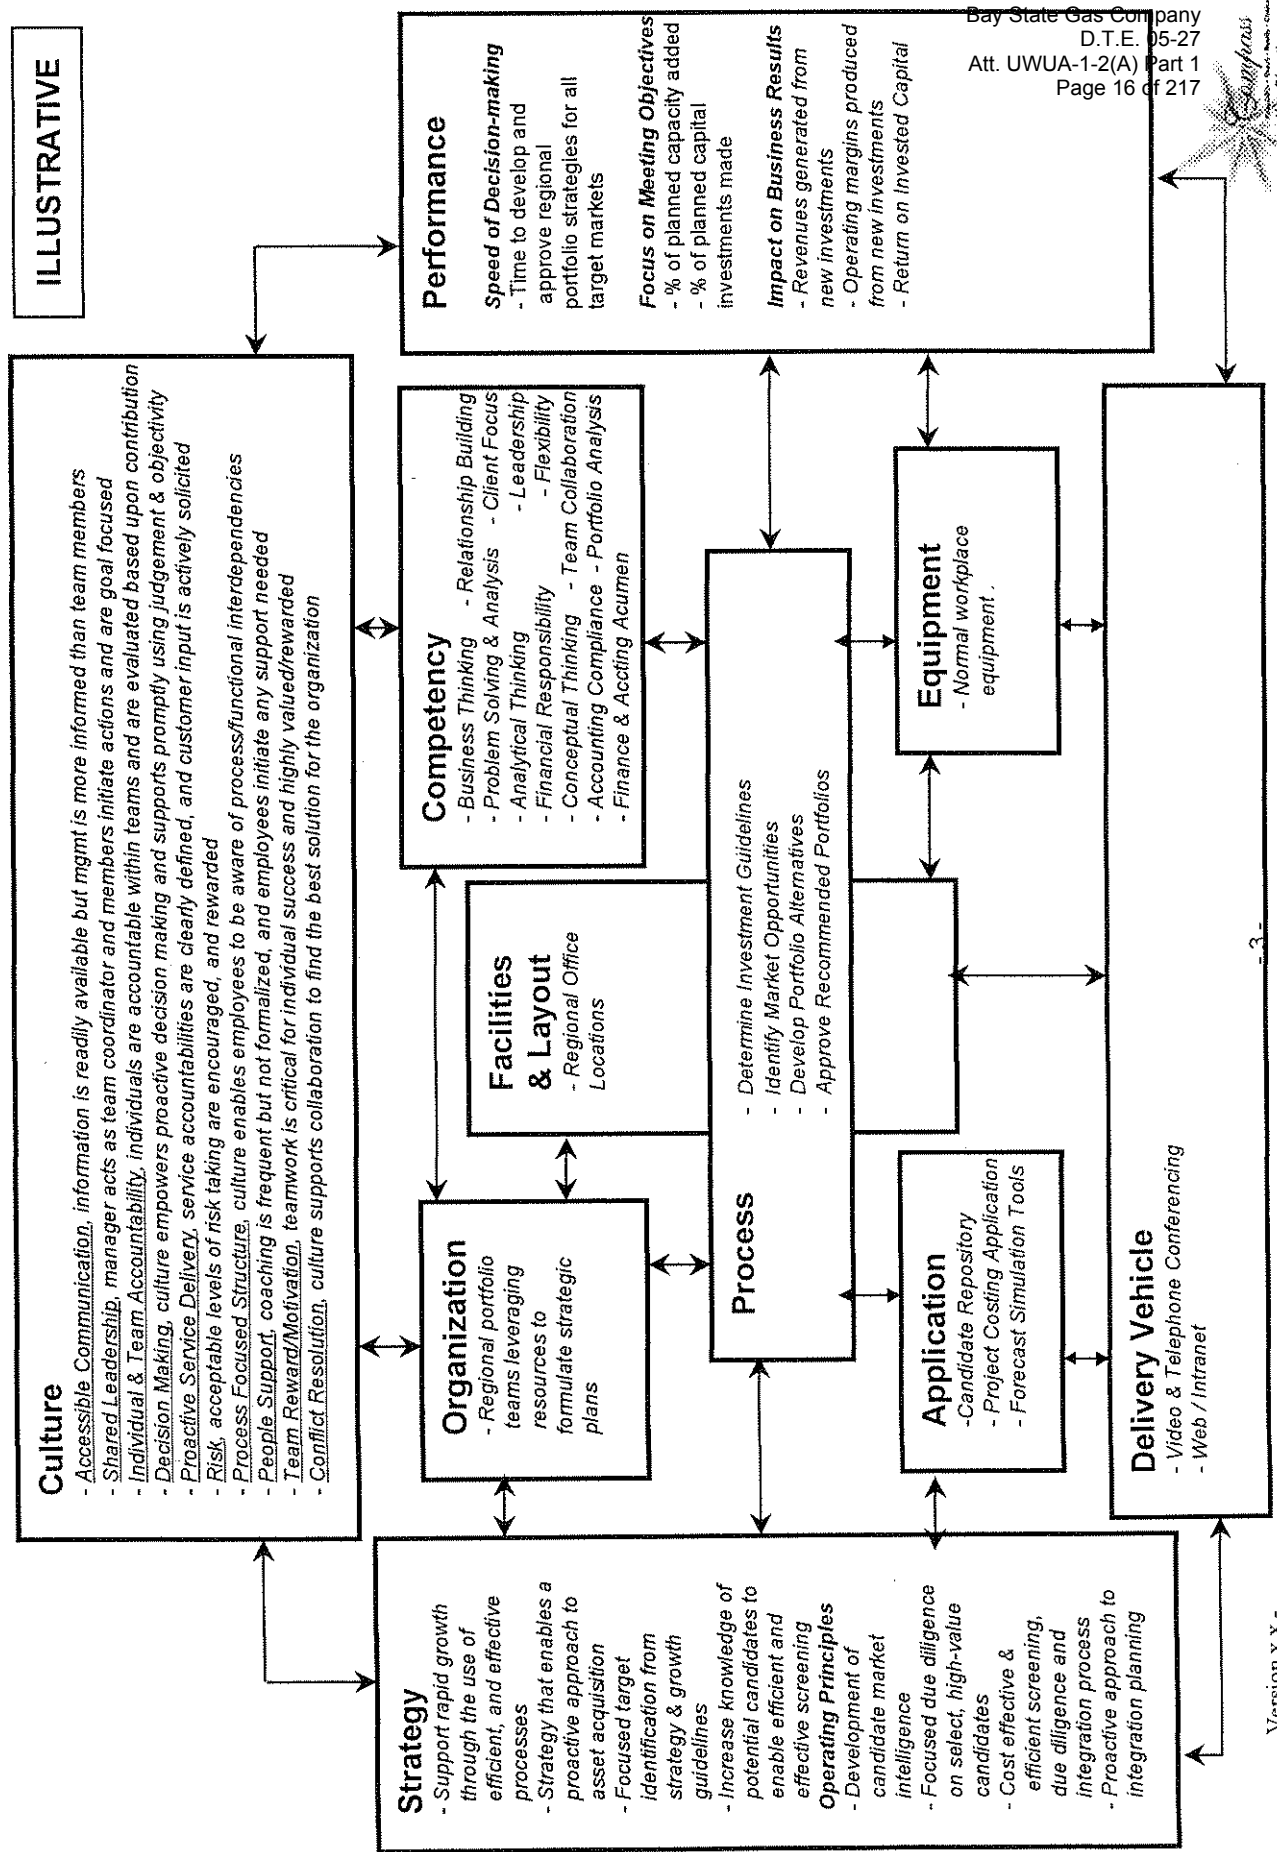 Bay State Gas Company
D.T.E. 05-27
Att. UWUA-1-2(A) Part 1
Page 16 of 217
ILLUSTRATIVE
Culture
- Accessible Communication, information is readily available but mgmt is more informed than team members
- Shared Leadership, manager acts as team coordinator and members initiate actions and are goal focused
- Individual & Team Accountability, individuals are accountable within teams and are evaluated based upon contribution
- Decision Making, culture empowers proactive decision making and supports promptly using judgement & objectivity
- Proactive Service Delivery, service accountabilities are clearly defined, and customer input is actively solicited
- Risk, acceptable levels of risk taking are encouraged, and rewarded
- Process Focused Structure, culture enables employees to be aware of process/functional interdependencies
- People Support, coaching is frequent but not formalized, and employees initiate any support needed
- Team Reward/Motivation, teamwork is critical for individual success and highly valued/rewarded
- Conflict Resolution, culture supports collaboration to find the best solution for the organization
Strategy
- Support rapid growth
through the use of
efficient, and effective
processes
- Strategy that enables a
proactive approach to
asset acquisition
- Focused target
identification from
strategy & growth
guidelines
- Increase knowledge of
potential candidates to
enable efficient and
effective screening
Operating Principles
- Development of
candidate market
intelligence
- Focused due diligence
on select, high-value
candidates
- Cost effective &
efficient screening,
due diligence and
integration process
- Proactive approach to
integration planning
Organization
- Regional portfolio
teams leveraging
resources to
formulate strategic
plans
Facilities
& Layout
- Regional Office
Locations
Competency
- Business Thinking - Relationship Building
- Problem Solving & Analysis - Client Focus
- Analytical Thinking - Leadership
- Financial Responsibility - Flexibility
- Conceptual Thinking - Team Collaboration
- Accounting Compliance - Portfolio Analysis
- Finance & Accting Acumen
Performance
Speed of Decision-making
- Time to develop and
approve regional
portfolio strategies for all
target markets
Focus on Meeting Objectives
- % of planned capacity added
- % of planned capital
investments made
Impact on Business Results
- Revenues generated from
new investments
- Operating margins produced
from new investments
- Return on Invested Capital
Process
- Determine Investment Guidelines
- Identify Market Opportunities
- Develop Portfolio Alternatives
- Approve Recommended Portfolios
Application
-Candidate Repository
- Project Costing Application
- Forecast Simulation Tools
Equipment
- Normal workplace
equipment .
Delivery Vehicle
- Video & Telephone Conferencing
- Web / Intranet
Version x.x -
- 3 -
Compass